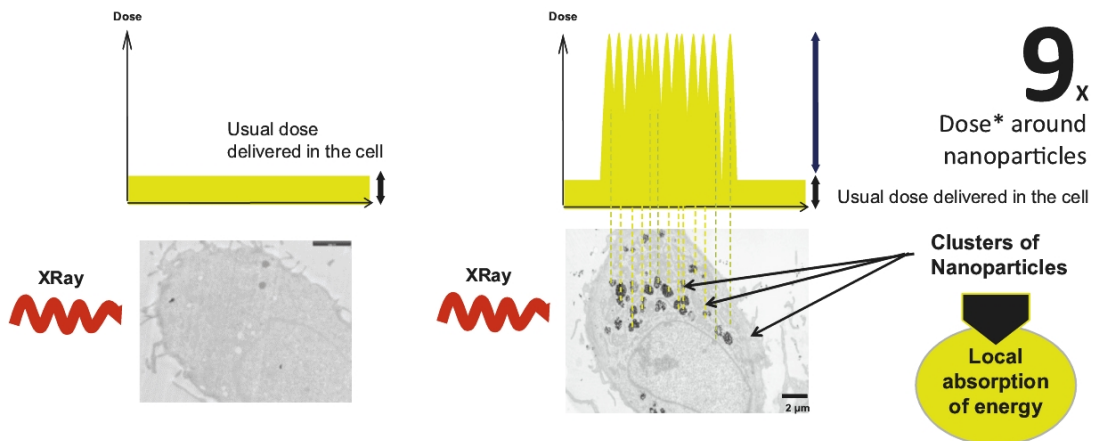 Dose
Usual dose
delivered in the cell
XRay
Dose
9x
Dose* around
nanoparticles
Usual dose delivered in the cell
XRay
Clusters of
Nanoparticles
Local
absorption
of energy
2 µm